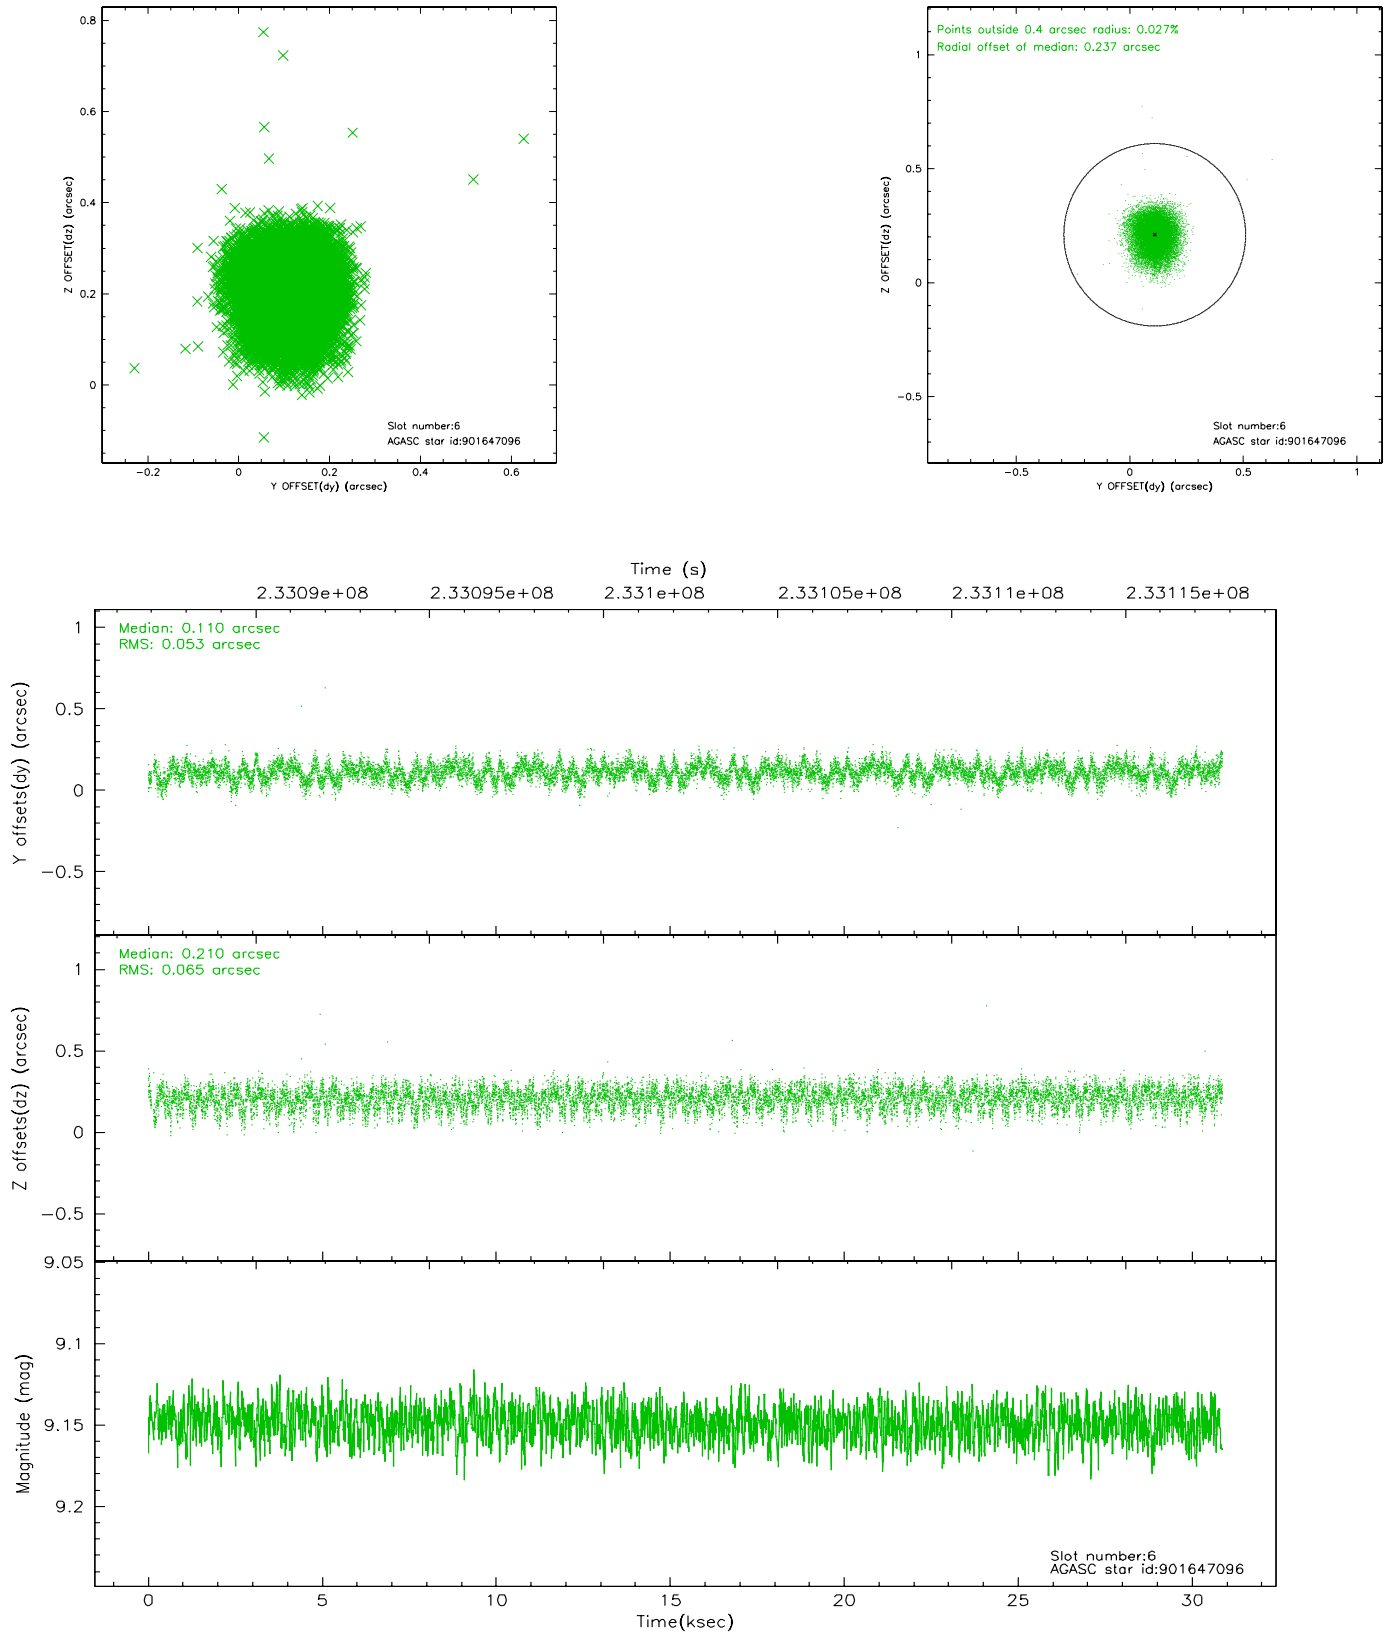 0.8
0.6
0.4
0.2
0
Z OFFSET(dz) (arcsec)
Slot number:6
AGASC star id:901647096
−0.2 0 0.2 0.4 0.6
Y OFFSET(dy) (arcsec)
Points outside 0.4 arcsec radius: 0.027%
Radial offset of median: 0.237 arcsec
1
0.5
0
−0.5
Z OFFSET(dz) (arcsec)
Slot number:6
AGASC star id:901647096
−0.5 0 0.5 1
Y OFFSET(dy) (arcsec)
Time (s)
2.3309e+08 2.33095e+08 2.331e+08 2.33105e+08 2.3311e+08 2.33115e+08
Median: 0.110 arcsec
RMS: 0.053 arcsec
1
0.5
0
−0.5
Y offsets(dy) (arcsec)
Median: 0.210 arcsec
RMS: 0.065 arcsec
1
0.5
0
−0.5
Z offsets(dz) (arcsec)
9.05
9.1
9.15
9.2
Magnitude (mag)
Slot number:6
AGASC star id:901647096
0 5 10 15 20 25 30
Time(ksec)